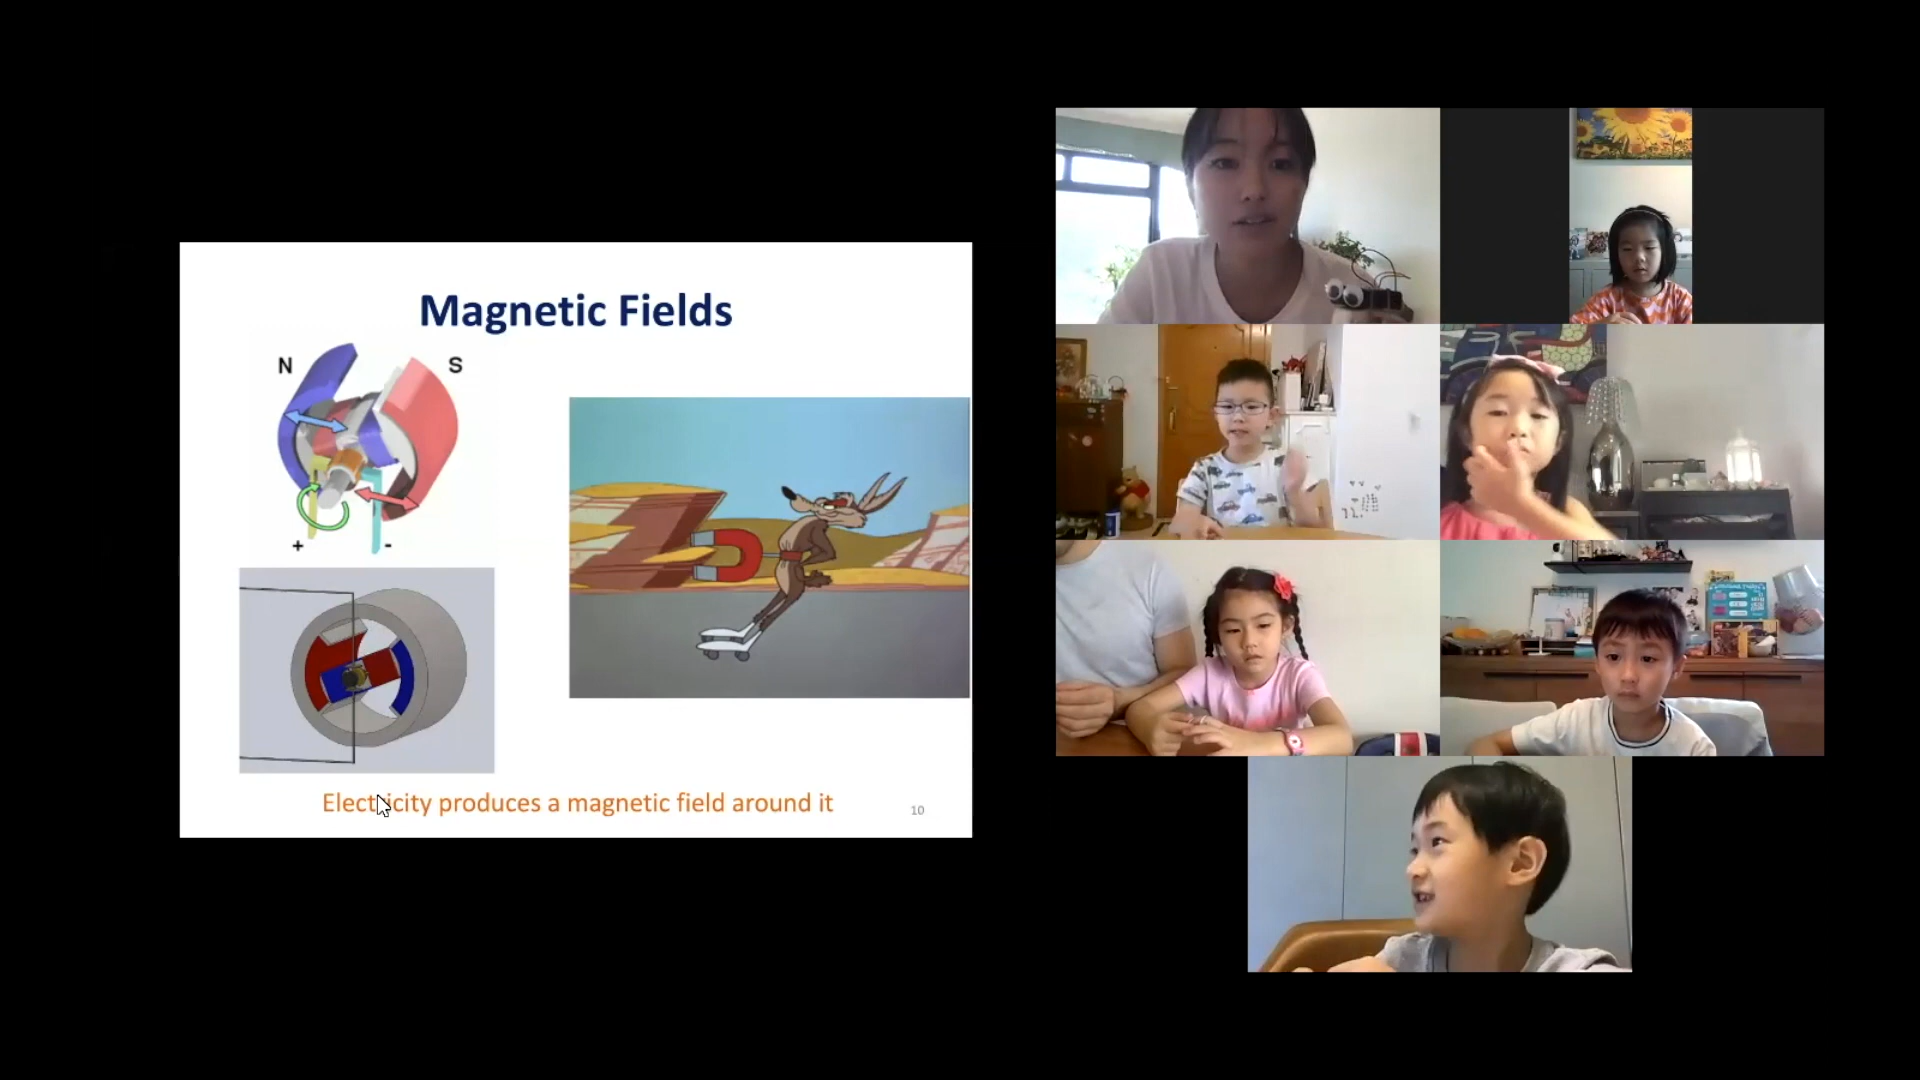 Magnetic Fields
N
S
+
-
Electricity produces a magnetic field around it
10